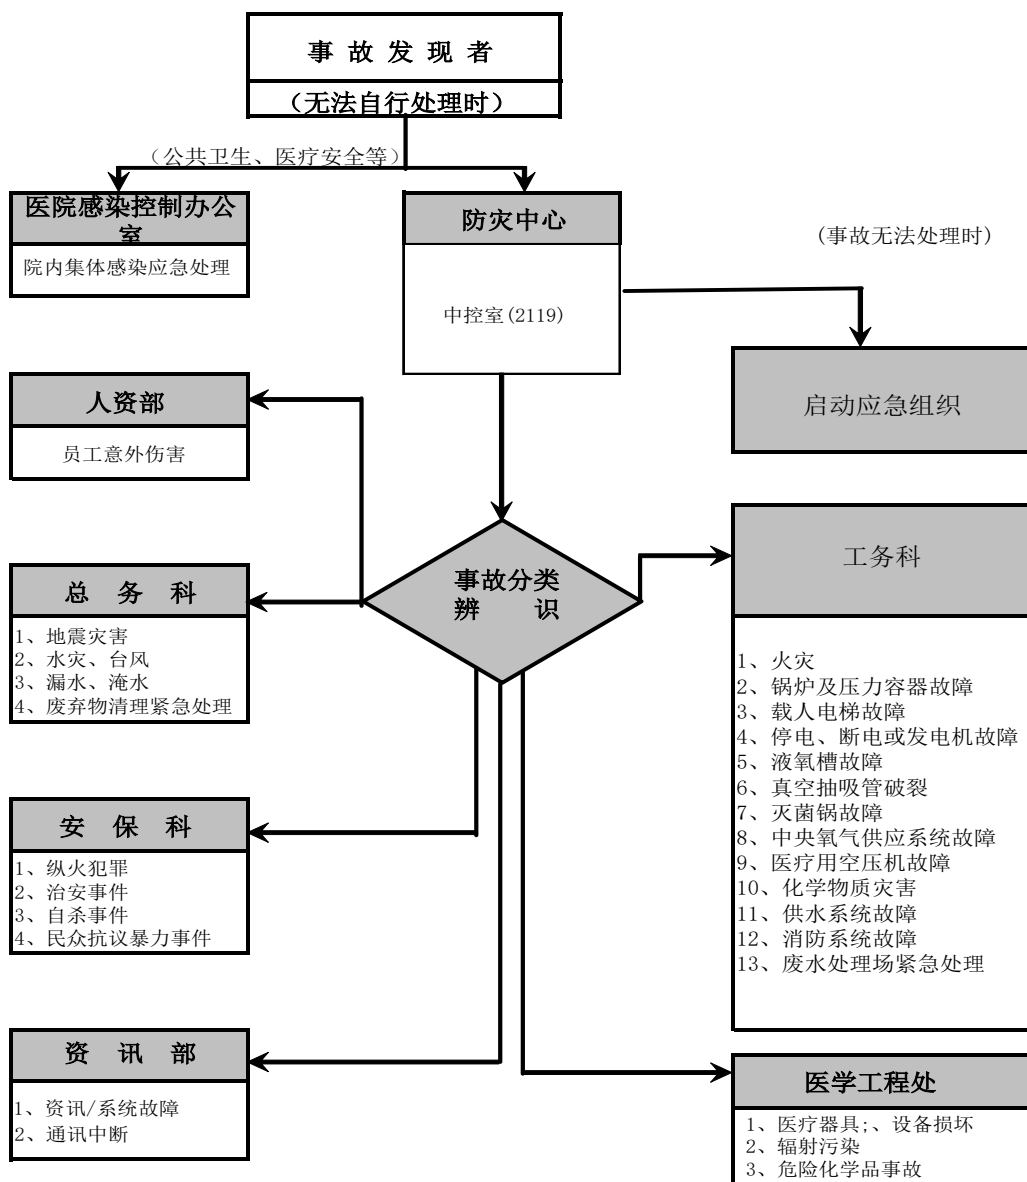 事 故 发 现 者
（无法自行处理时）
（公共卫生、医疗安全等）
医院感染控制办公
室
院内集体感染应急处理
防灾中心
中控室(2119)
(事故无法处理时)
启动应急组织
人资部
员工意外伤害
事故分类
辨 识
总 务 科
1、地震灾害
2、水灾、台风
3、漏水、淹水
4、废弃物清理紧急处理
工务科
1、火灾
2、锅炉及压力容器故障
3、载人电梯故障
4、停电、断电或发电机故障
5、液氧槽故障
6、真空抽吸管破裂
7、灭菌锅故障
8、中央氧气供应系统故障
9、医疗用空压机故障
10、化学物质灾害
11、供水系统故障
12、消防系统故障
13、废水处理场紧急处理
安 保 科
1、纵火犯罪
2、治安事件
3、自杀事件
4、民众抗议暴力事件
资 讯 部
1、资讯/系统故障
2、通讯中断
医学工程处
1、医疗器具;、设备损坏
2、辐射污染
3、危险化学品事故